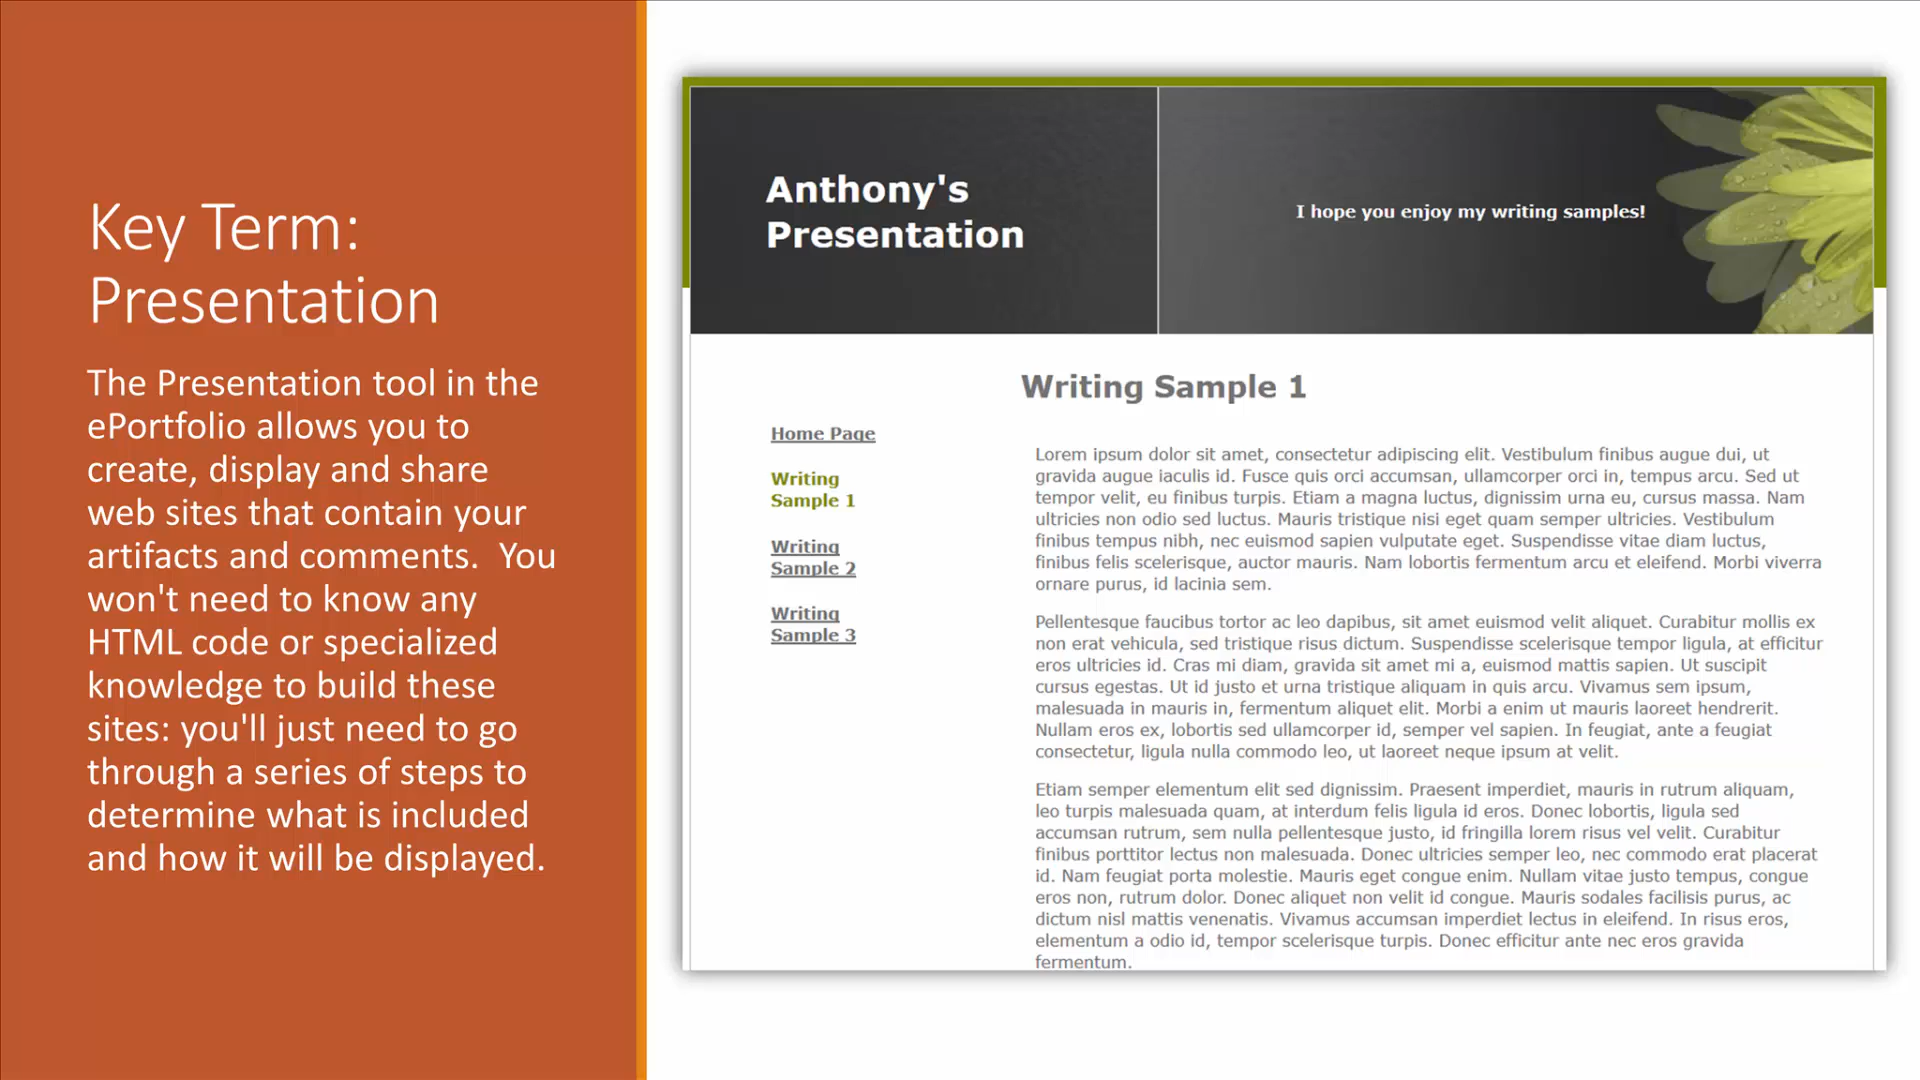 Key Term:
Presentation
The Presentation tool in the
ePortfolio allows you to
create, display and share
web sites that contain your
artifacts and comments.  You
won't need to know any
HTML code or specialized
knowledge to build these
sites: you'll just need to go
through a series of steps to
determine what is included
and how it will be displayed.
Anthony's
Presentation
I hope you enjoy my writing samples!
Home Page
Writing
Sample 1
Writing
Sample 2
Writing
Sample 3
Writing Sample 1
Lorem ipsum dolor sit amet, consectetur adipiscing elit. Vestibulum finibus augue dui, ut
gravida augue iaculis id. Fusce quis orci accumsan, ullamcorper orci in, tempus arcu. Sed ut
tempor velit, eu finibus turpis. Etiam a magna luctus, dignissim urna eu, cursus massa. Nam
ultricies non odio sed luctus. Mauris tristique nisi eget quam semper ultricies. Vestibulum
finibus tempus nibh, nec euismod sapien vulputate eget. Suspendisse vitae diam luctus,
finibus felis scelerisque, auctor mauris. Nam lobortis fermentum arcu et eleifend. Morbi viverra
ornare purus, id lacinia sem.
Pellentesque faucibus tortor ac leo dapibus, sit amet euismod velit aliquet. Curabitur mollis ex
non erat vehicula, sed tristique risus dictum. Suspendisse scelerisque tempor ligula, at efficitur
eros ultricies id. Cras mi diam, gravida sit amet mi a, euismod mattis sapien. Ut suscipit
cursus egestas. Ut id justo et urna tristique aliquam in quis arcu. Vivamus sem ipsum,
malesuada in mauris in, fermentum aliquet elit. Morbi a enim ut mauris laoreet hendrerit.
Nullam eros ex, lobortis sed ullamcorper id, semper vel sapien. In feugiat, ante a feugiat
consectetur, ligula nulla commodo leo, ut laoreet neque ipsum at velit.
Etiam semper elementum elit sed dignissim. Praesent imperdiet, mauris in rutrum aliquam,
leo turpis malesuada quam, at interdum felis ligula id eros. Donec lobortis, ligula sed
accumsan rutrum, sem nulla pellentesque justo, id fringilla lorem risus vel velit. Curabitur
finibus porttitor lectus non malesuada. Donec ultricies semper leo, nec commodo erat placerat
id. Nam feugiat porta molestie. Mauris eget congue enim. Nullam vitae justo tempus, congue
eros non, rutrum dolor. Donec aliquet non velit id congue. Mauris sodales facilisis purus, ac
dictum nisl mattis venenatis. Vivamus accumsan imperdiet lectus in eleifend. In risus eros,
elementum a odio id, tempor scelerisque turpis. Donec efficitur ante nec eros gravida
fermentum.